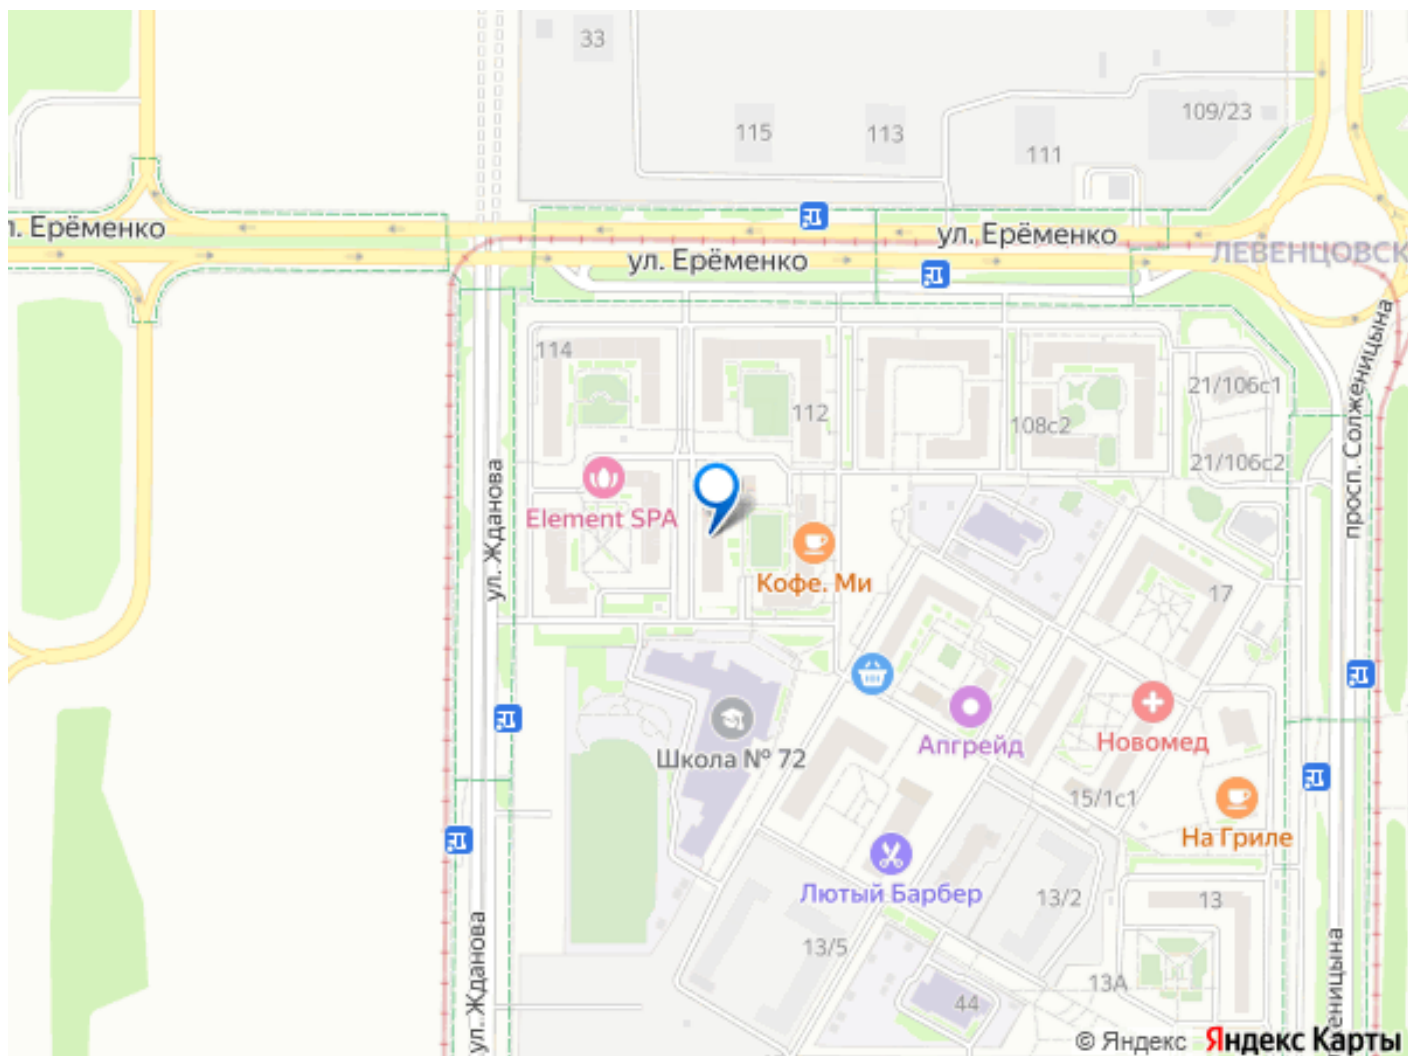 33
109/23
115
113
111
л. Ерёменко
ул. Ерёменко
ул. Ерёменко
ЛЕВЕНЦОВСК
114
112
108с2
21/106с1
21/106с2
просп. Солженицына
ул. Жданова
Element SPA
Кофе. Ми
17
Школа № 72
Апгрейд
Новомед
15/1с1
На Гриле
Лютый Барбер
13/2
13
13/5
13А
44
ул. Жданова
еницына
© Яндекс Яндекс Карты